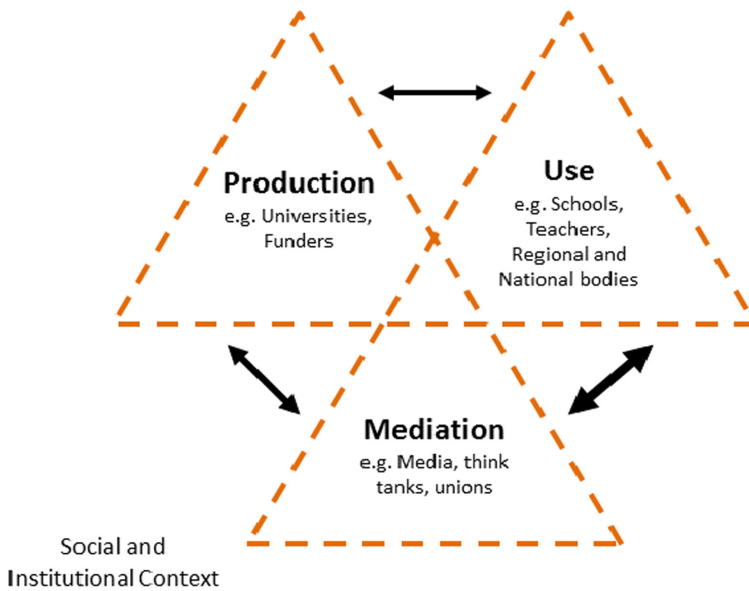 Production
e.g. Universities,
Funders
Use
e.g. Schools,
Teachers,
Regional and
National bodies
Mediation
e.g. Media, think
tanks, unions
Social and
Institutional Context